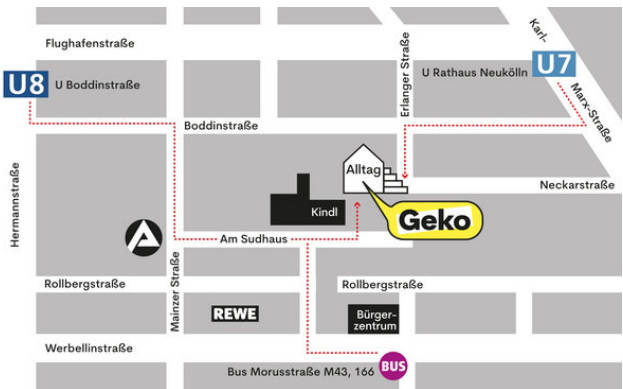 Flughafenstraße
Karl-
Marx-Straße
Erlanger Straße
U8
U Boddinstraße
U Rathaus Neukölln
U7
Boddinstraße
Hermannstraße
Alltag
Neckarstraße
Kindl
Geko
Am Sudhaus
Mainzer Straße
Rollbergstraße
Rollbergstraße
REWE
Bürger-
zentrum
Werbellinstraße
Bus Morusstraße M43, 166
BUS